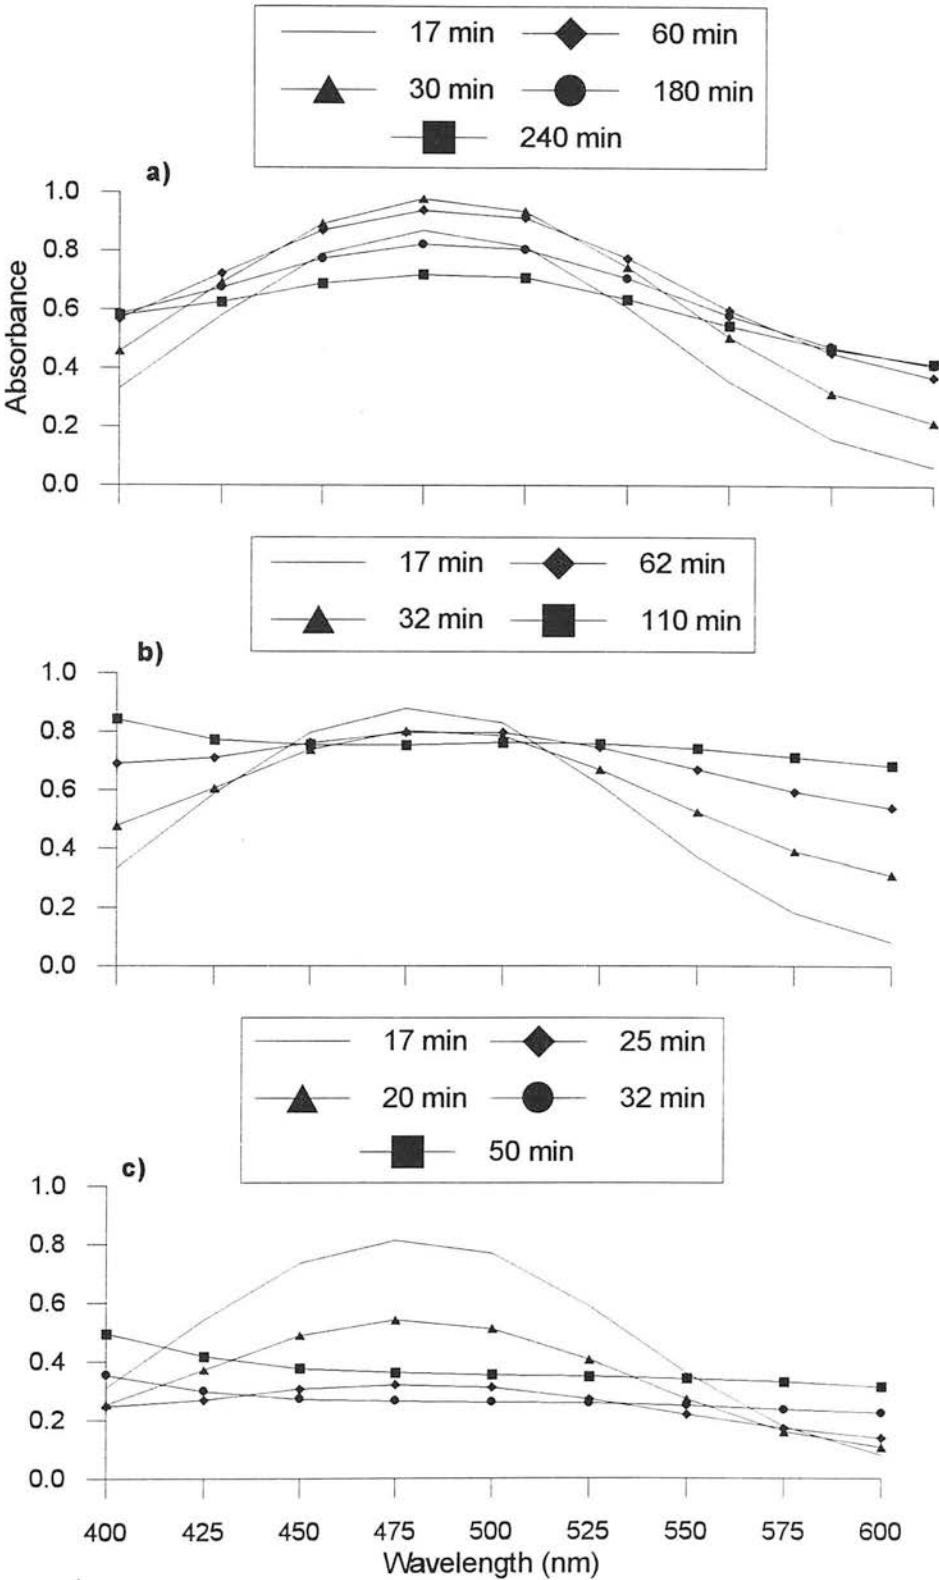 17 min 60 min
30 min 180 min
240 min
a)
1.0
0.8
0.6
0.4
0.2
0.0
Absorbance
17 min 62 min
32 min 110 min
b)
1.0
0.8
0.6
0.4
0.2
0.0
17 min 25 min
20 min 32 min
50 min
c)
1.0
0.8
0.6
0.4
0.2
0.0
400 425 450 475 500 525 550 575 600
Wavelength (nm)